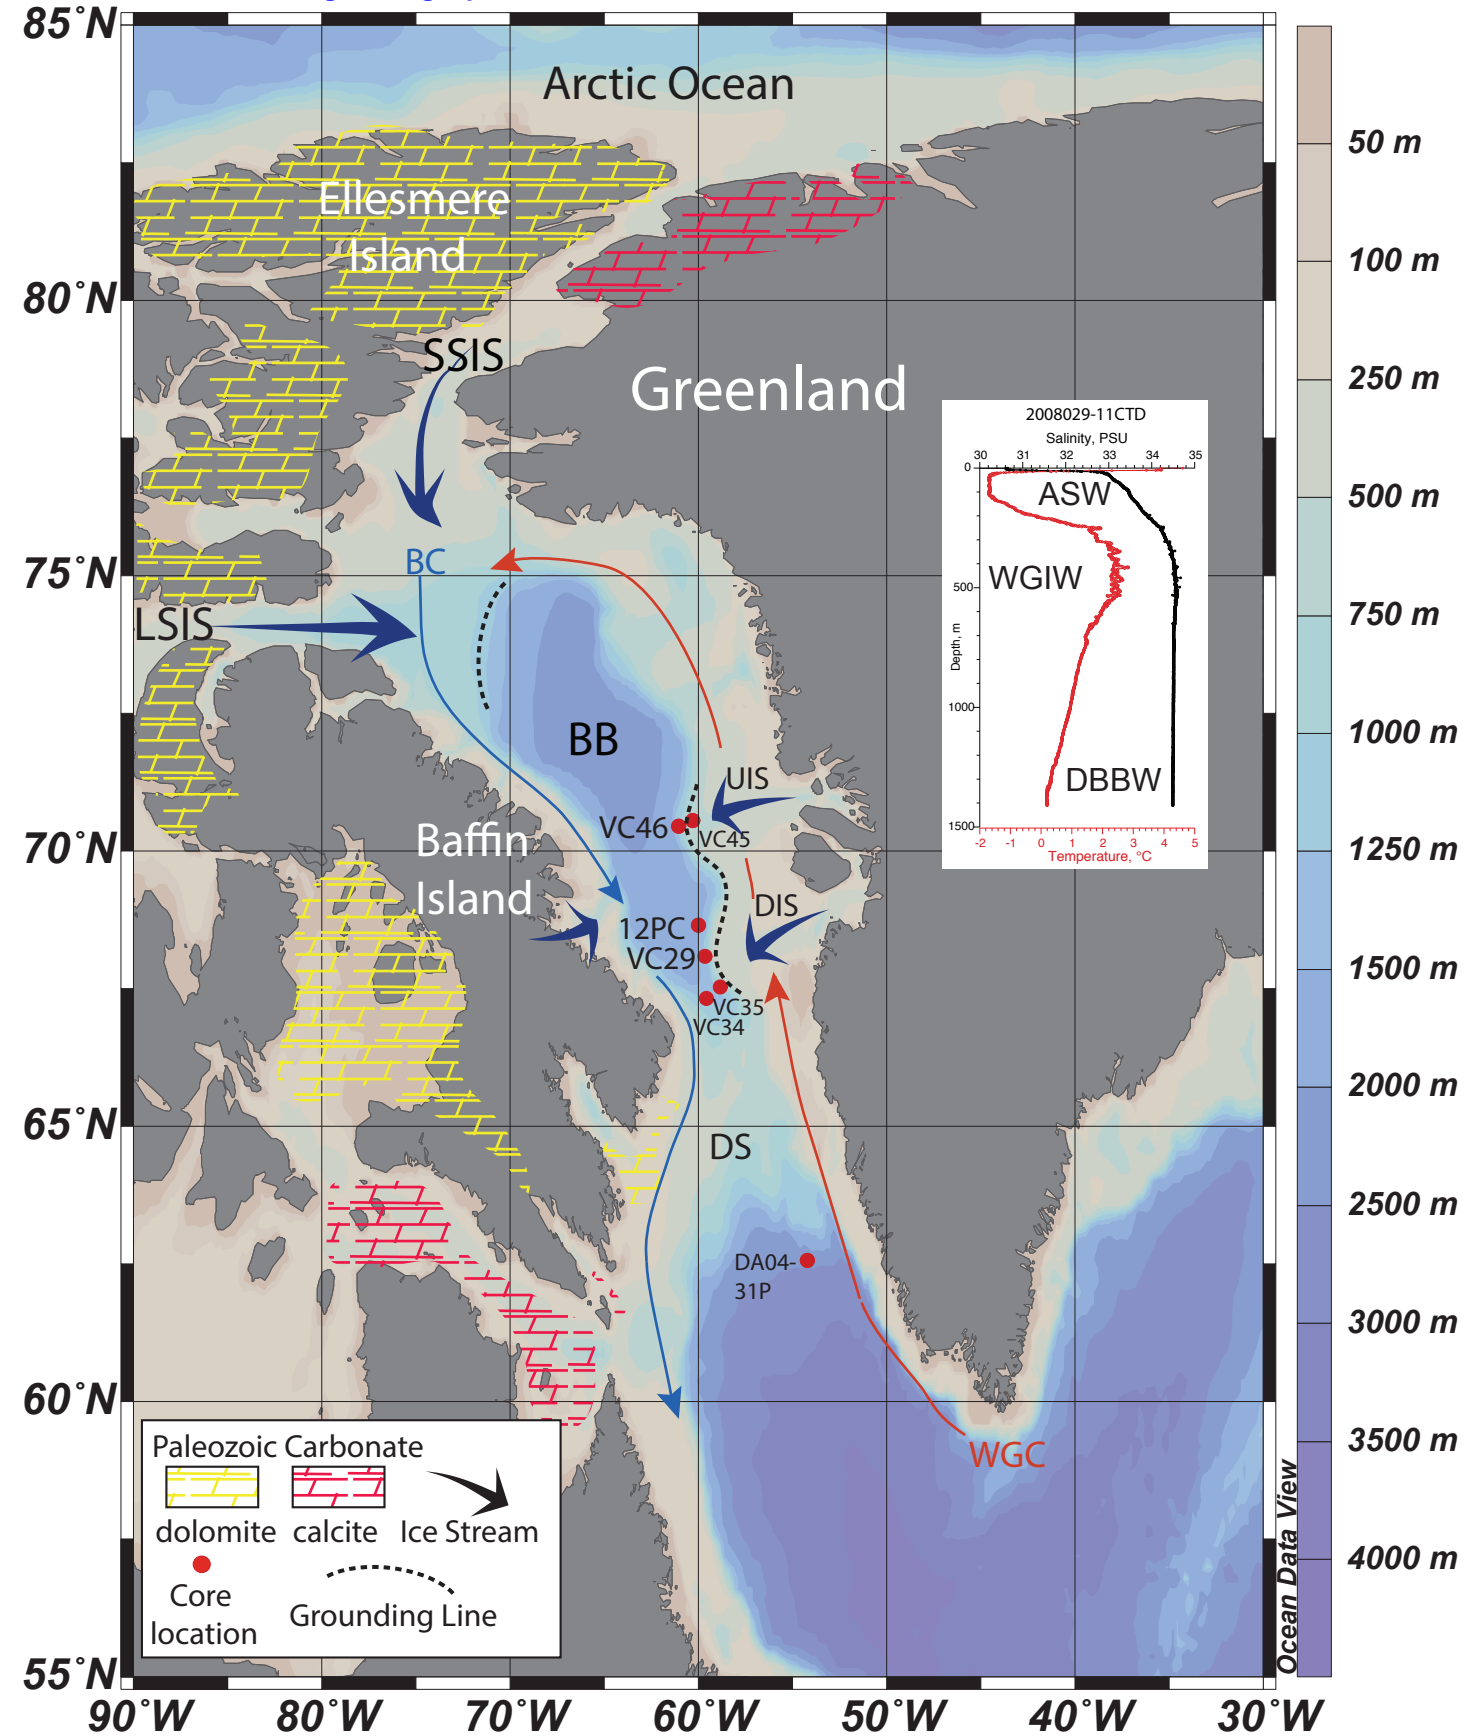 85°N
Arctic Ocean
50 m
Ellesmere
Island
100 m
80°N
SSIS
Greenland
250 m
2008029-11CTD
Salinity, PSU
30 31 32 33 34 35
0
ASW
500 m
BC
75°N
WGIW
500
LSIS
750 m
Depth, m
1000
BB
1000 m
UIS
DBBW
VC46
VC45
1500
-2 -1 0 1 2 3 4 5
Temperature, °C
70°N
Baffin
Island
1250 m
DIS
12PC
VC29
1500 m
VC35
VC34
2000 m
65°N
DS
2500 m
DA04-
31P
3000 m
60°N
WGC
3500 m
Paleozoic Carbonate
dolomite calcite Ice Stream
Core
location
Grounding Line
4000 m
Ocean Data View
55°N
90°W 80°W 70°W 60°W 50°W 40°W 30°W